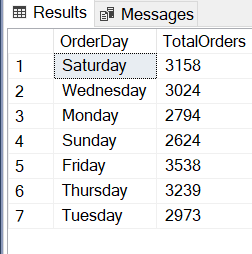 Results Messages
OrderDay TotalOrders
1 Saturday 3158
2 Wednesday 3024
3 Monday 2794
4 Sunday 2624
5 Friday 3538
6 Thursday 3239
7 Tuesday 2973